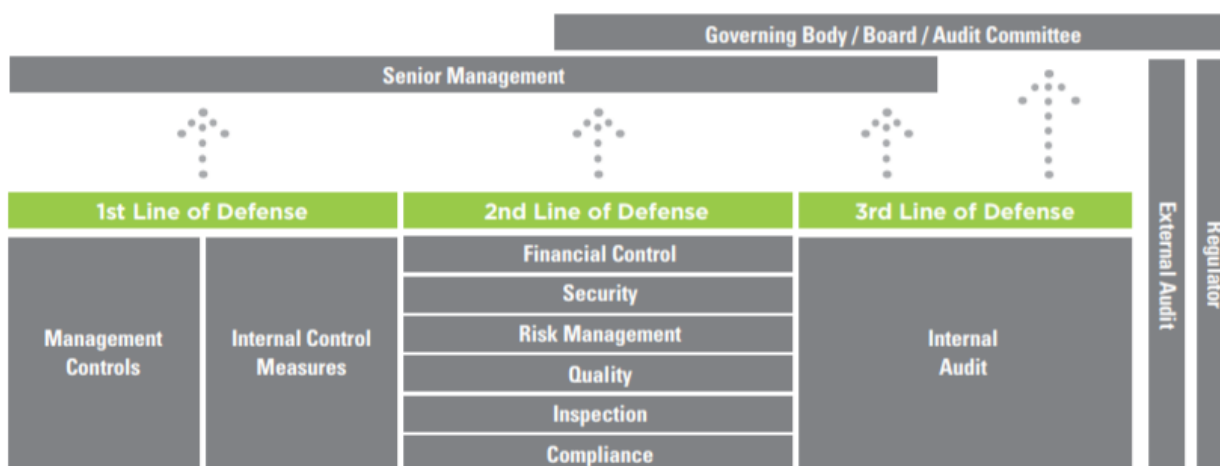 Governing Body / Board / Audit Committee
Senior Management
1st Line of Defense
2nd Line of Defense
3rd Line of Defense
Management
Controls
Internal Control
Measures
Financial Control
Security
Risk Management
Quality
Inspection
Compliance
Internal
Audit
External Audit
Regulator